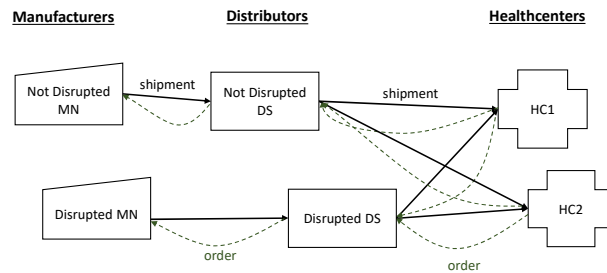 Manufacturers
Distributors
Healthcenters
shipment
shipment
Not Disrupted
MN
Not Disrupted
DS
HC1
Disrupted MN
Disrupted DS
HC2
order
order